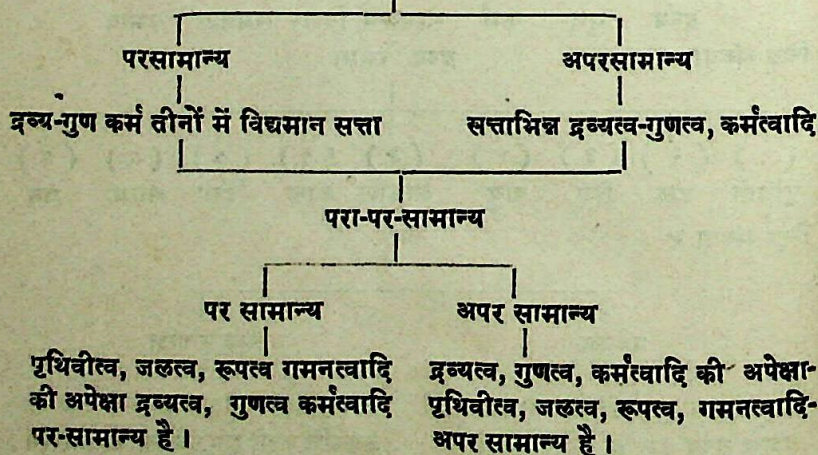 परसामान्य
अपरसामान्य
द्रव्य-गुण कर्म तीनों में विद्यमान सत्ता
सत्ताभिन्न द्रव्यत्व-गुणत्व, कर्मत्वादि
परा-पर-सामान्य
पर सामान्य
अपर सामान्य
पृथिवीत्व, जलत्व, रूपत्व गमनत्वादि
की अपेक्षा द्रव्यत्व, गुणत्व कर्मत्वादि
पर-सामान्य है ।
द्रव्यत्व, गुणत्व, कर्मत्वादि की अपेक्षा-
पृथिवीत्व, जलत्व, रूपत्व, गमनत्वादि-
अपर सामान्य है ।